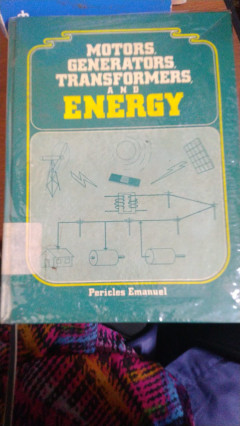 MOTORS,
GENERATORS,
TRANSFORMERS,
AND
ENERGY
Pericles Emanuel